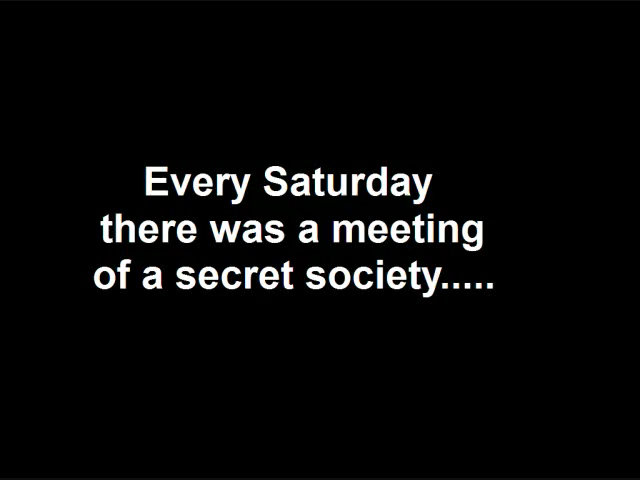 Every Saturday
there was a meeting
of a secret society.....